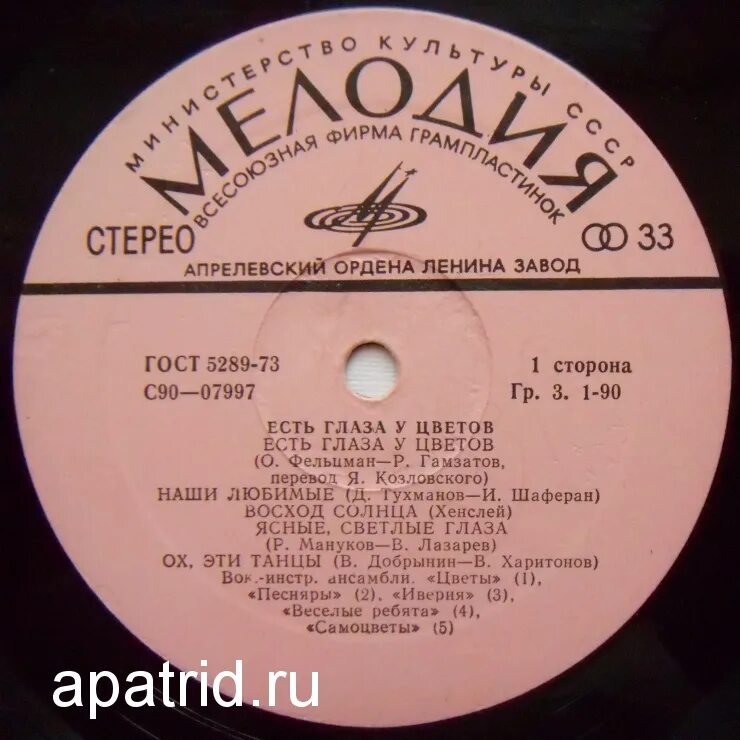 МИНИСТЕРСТВО КУЛЬТУРЫ СССР
МЕЛОДИЯ
ВСЕСОЮЗНАЯ ФИРМА ГРАМПЛАСТИНОК
СТЕРЕО
33
АПРЕЛЕВСКИЙ ОРДЕНА ЛЕНИНА ЗАВОД
ГОСТ 5289-73
1 сторона
С90—07997
Гр. 3. 1-90
ЕСТЬ ГЛАЗА У ЦВЕТОВ
ЕСТЬ ГЛАЗА У ЦВЕТОВ
(О. Фельцман—Р. Гамзатов,
перевод Я. Козловского)
НАШИ ЛЮБИМЫЕ (Д. Тухманов—И. Шаферан)
ВОСХОД СОЛНЦА (Хенслей)
ЯСНЫЕ, СВЕТЛЫЕ ГЛАЗА
(Р. Мануков—В. Лазарев)
ОХ, ЭТИ ТАНЦЫ (В. Добрынин—В. Харитонов)
Вок.-инстр. ансамбли. «Цветы» (1),
«Песняры» (2), «Иверия» (3),
«Веселые ребята» (4),
«Самоцветы» (5)
apatrid.ru